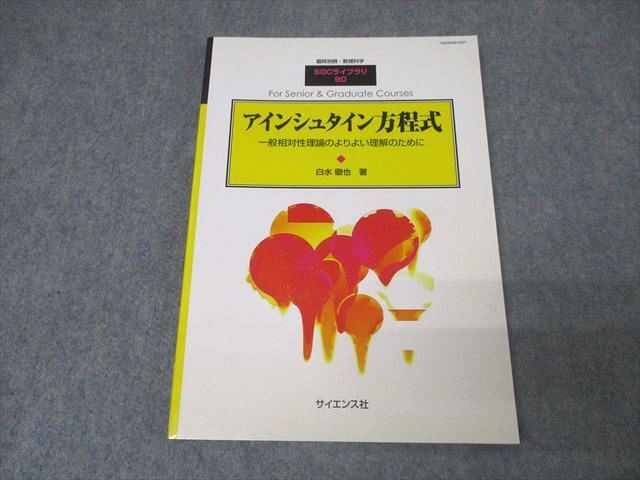 臨時別冊・数理科学
SGCライブラリ
90
For Senior & Graduate Courses
アインシュタイン方程式
一般相対性理論のよりよい理解のために
白水 徹也 著
サイエンス社